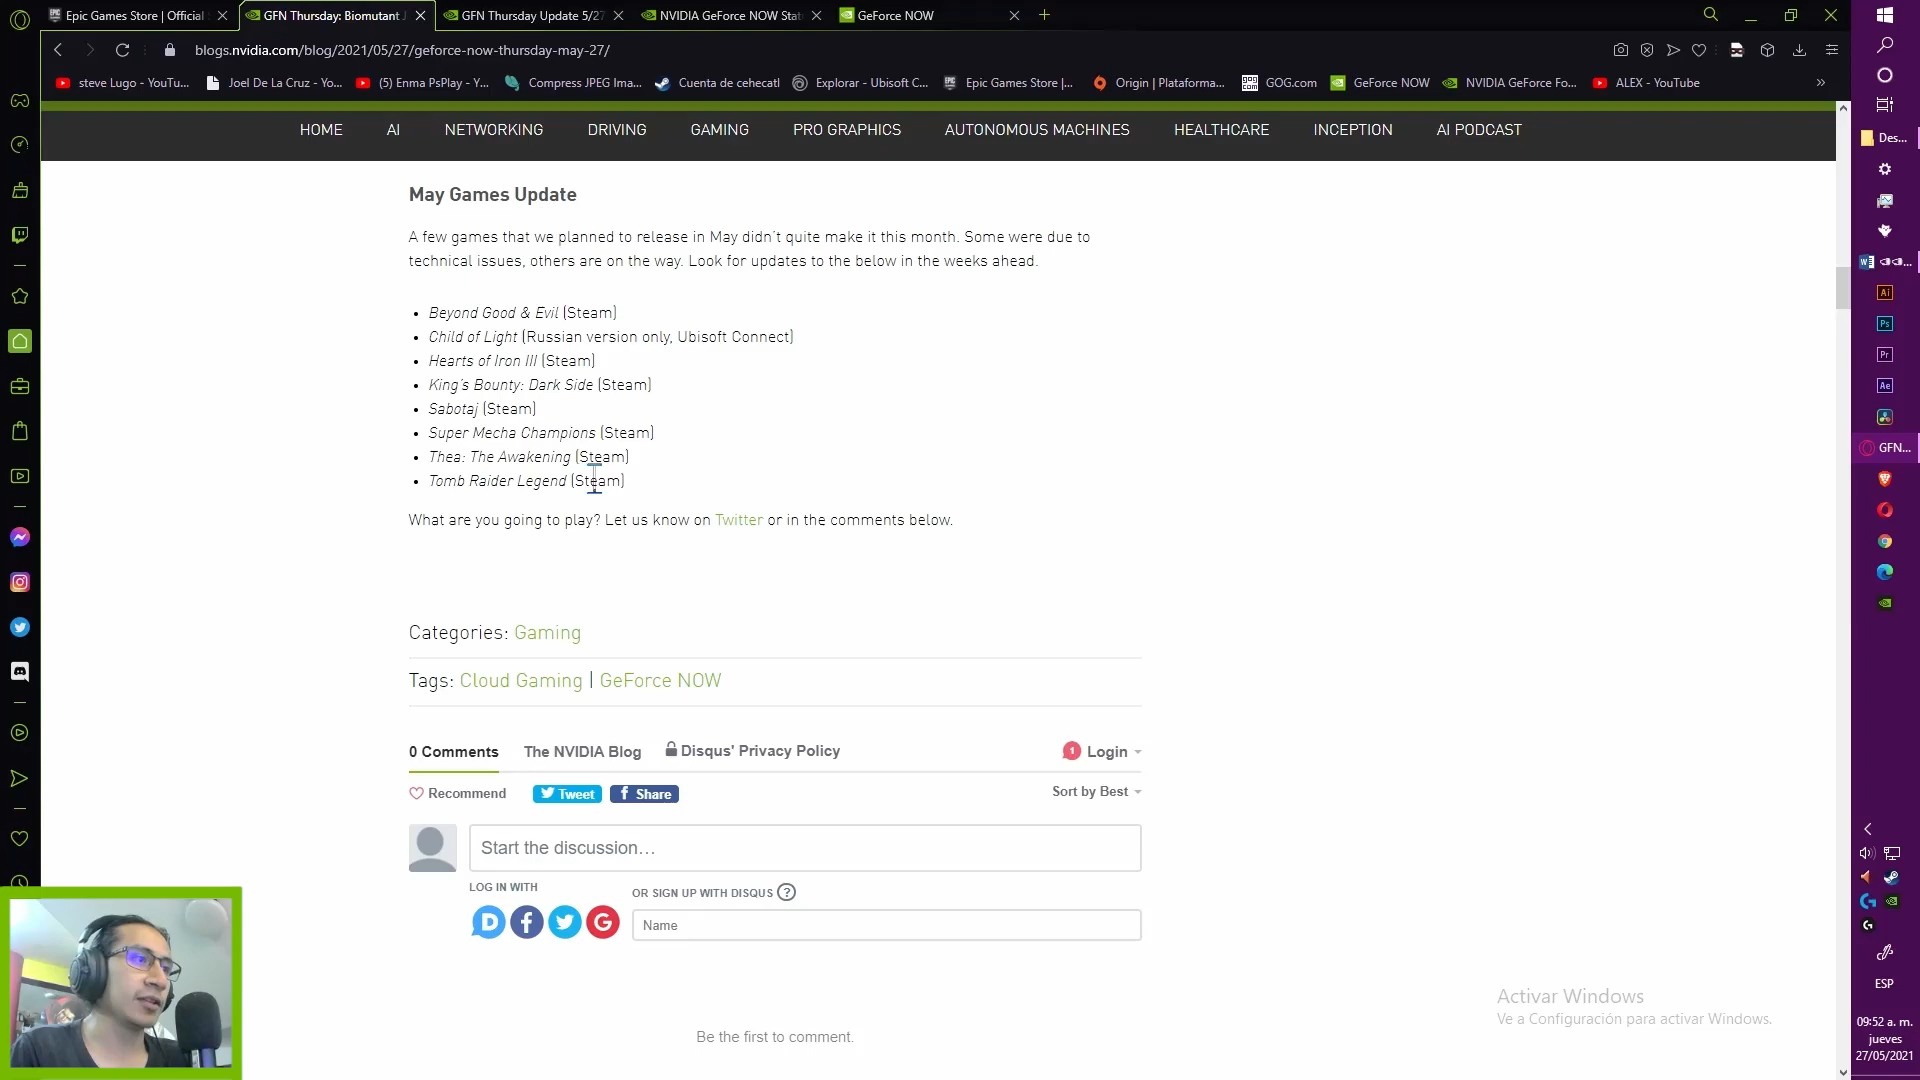 Epic Games Store | Official
GFN Thursday: Biomutant
GFN Thursday Update 5/27
NVIDIA GeForce NOW Stat
GeForce NOW
blogs.nvidia.com/blog/2021/05/27/geforce-now-thursday-may-27/
steve Lugo - YouTu...
Joel De La Cruz - Yo...
(5) Enma PsPlay - Y...
Compress JPEG Ima...
Cuenta de cehecatl
Explorar - Ubisoft C...
Epic Games Store |...
Origin | Plataforma...
GOG.com
GeForce NOW
NVIDIA GeForce Fo...
ALEX - YouTube
HOME
AI
NETWORKING
DRIVING
GAMING
PRO GRAPHICS
AUTONOMOUS MACHINES
HEALTHCARE
INCEPTION
AI PODCAST
May Games Update
A few games that we planned to release in May didn't quite make it this month. Some were due to
technical issues, others are on the way. Look for updates to the below in the weeks ahead.
• Beyond Good & Evil (Steam)
• Child of Light (Russian version only, Ubisoft Connect)
• Hearts of Iron III (Steam)
• King's Bounty: Dark Side (Steam)
• Sabotaj (Steam)
• Super Mecha Champions (Steam)
• Thea: The Awakening (Steam)
• Tomb Raider Legend (Steam)
What are you going to play? Let us know on Twitter or in the comments below.
Categories: Gaming
Tags: Cloud Gaming | GeForce NOW
0 Comments
The NVIDIA Blog
Disqus' Privacy Policy
1
Login
Recommend
Tweet
f Share
Sort by Best
Start the discussion...
LOG IN WITH
OR SIGN UP WITH DISQUS ?
D
f
G
Name
Be the first to comment.
Activar Windows
Ve a Configuración para activar Windows.
Des...
Ai
Ps
Pr
Ae
GFN...
ESP
09:52 a. m.
jueves
27/05/2021